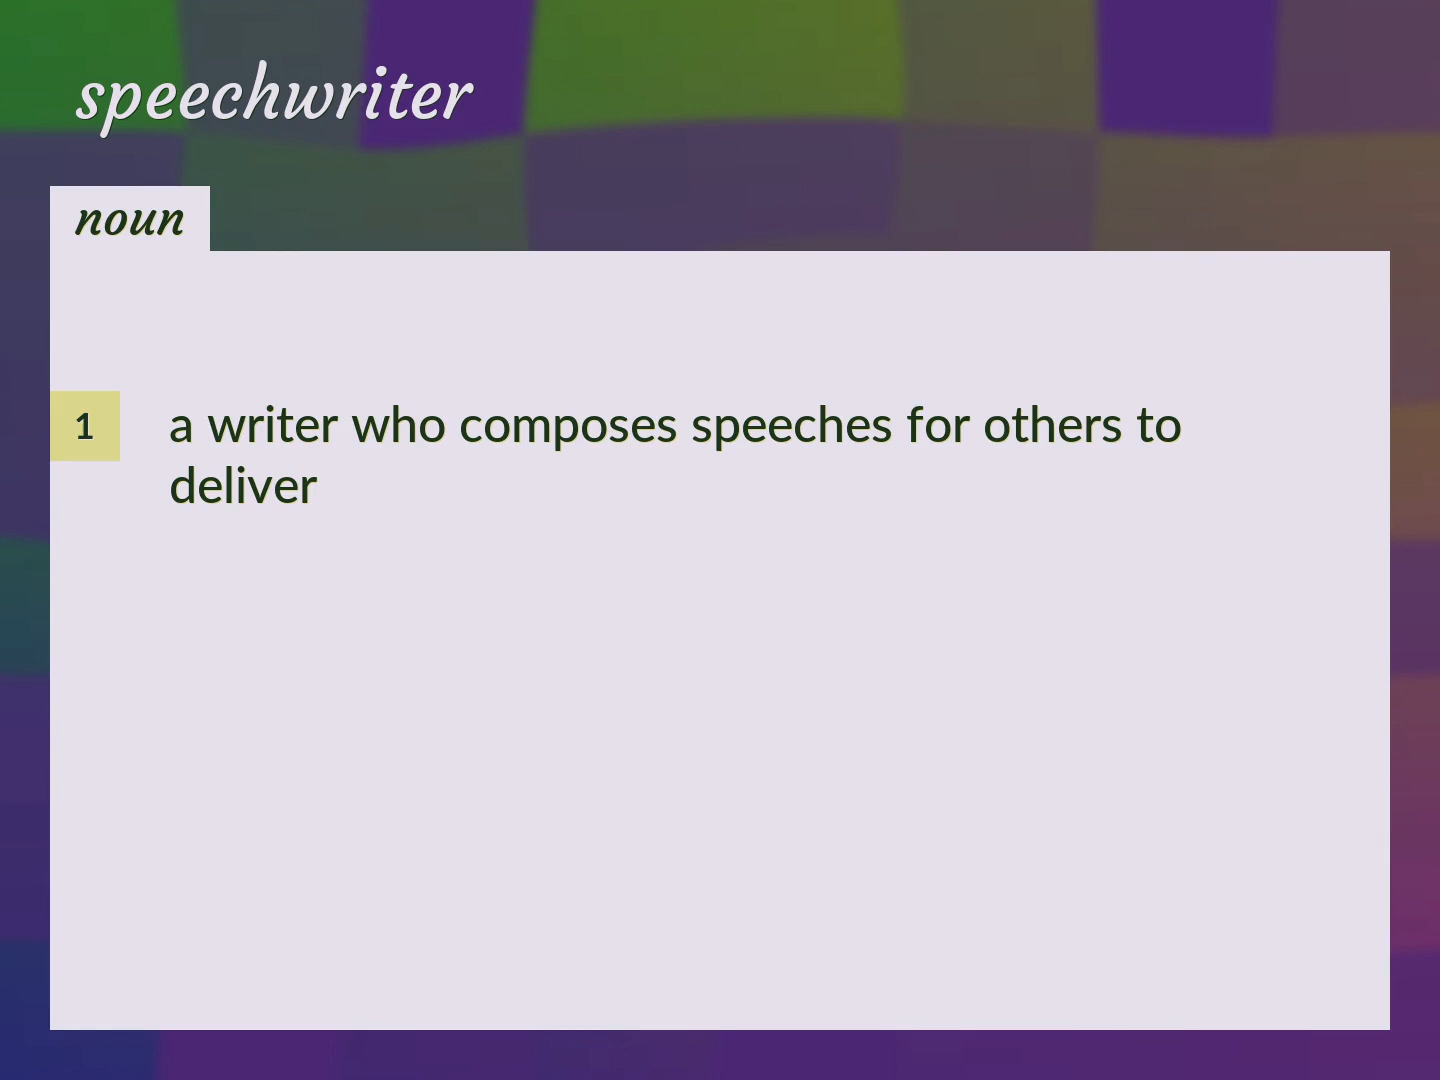 speechwriter
noun
1 a writer who composes speeches for others to
deliver